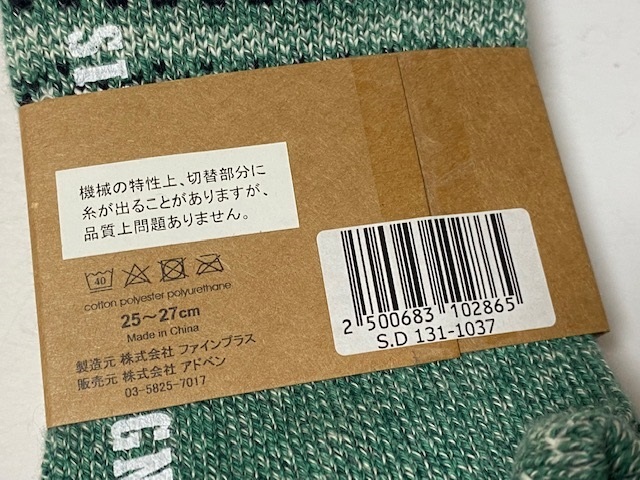 ST
機械の特性上、切替部分に
糸が出ることがありますが、
品質上問題ありません。
40
cotton polyester polyurethane
25～27cm
Made in China
製造元 株式会社 ファインプラス
販売元 株式会社 アドベン
03-5825-7017
2 500683 102865
S.D 131-1037